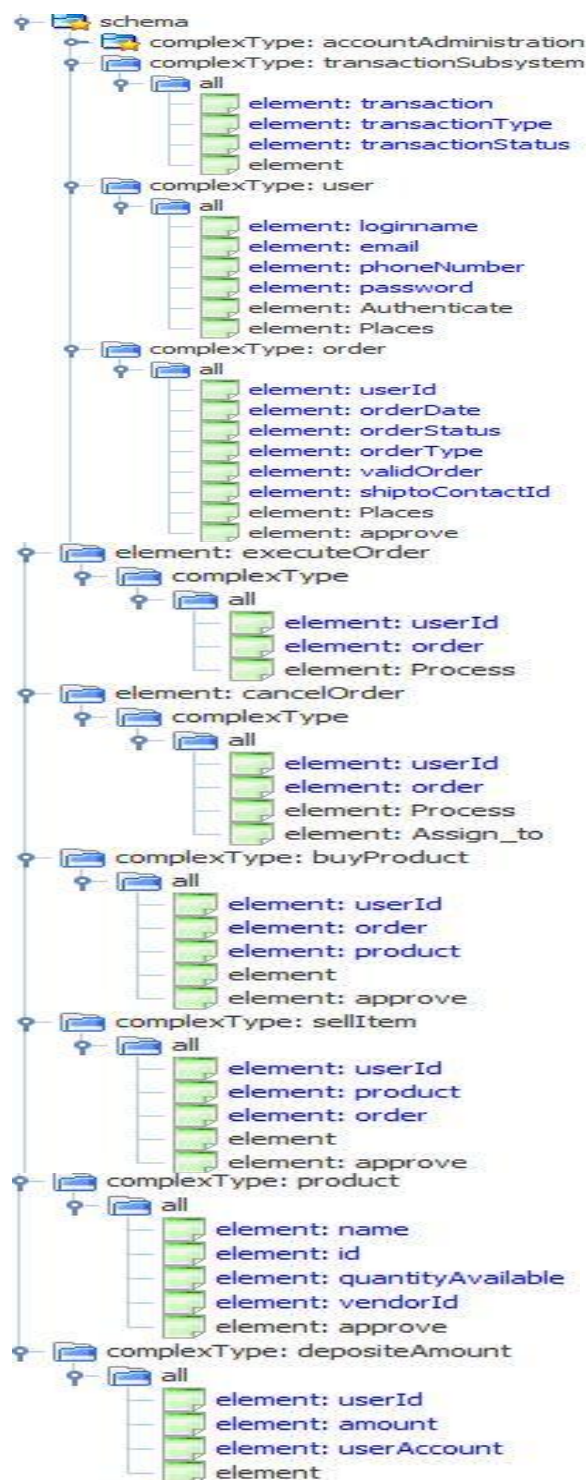 schema
complexType: accountAdministration
complexType: transactionSubsystem
all
element: transaction
element: transactionType
element: transactionStatus
element
complexType: user
all
element: loginname
element: email
element: phoneNumber
element: password
element: Authenticate
element: Places
complexType: order
all
element: userId
element: orderDate
element: orderStatus
element: orderType
element: validOrder
element: shiptoContactId
element: Places
element: approve
element: executeOrder
complexType
all
element: userId
element: order
element: Process
element: cancelOrder
complexType
all
element: userId
element: order
element: Process
element: Assign_to
complexType: buyProduct
all
element: userId
element: order
element: product
element
element: approve
complexType: sellItem
all
element: userId
element: product
element: order
element
element: approve
complexType: product
all
element: name
element: id
element: quantityAvailable
element: vendorId
element: approve
complexType: depositeAmount
all
element: userId
element: amount
element: userAccount
element